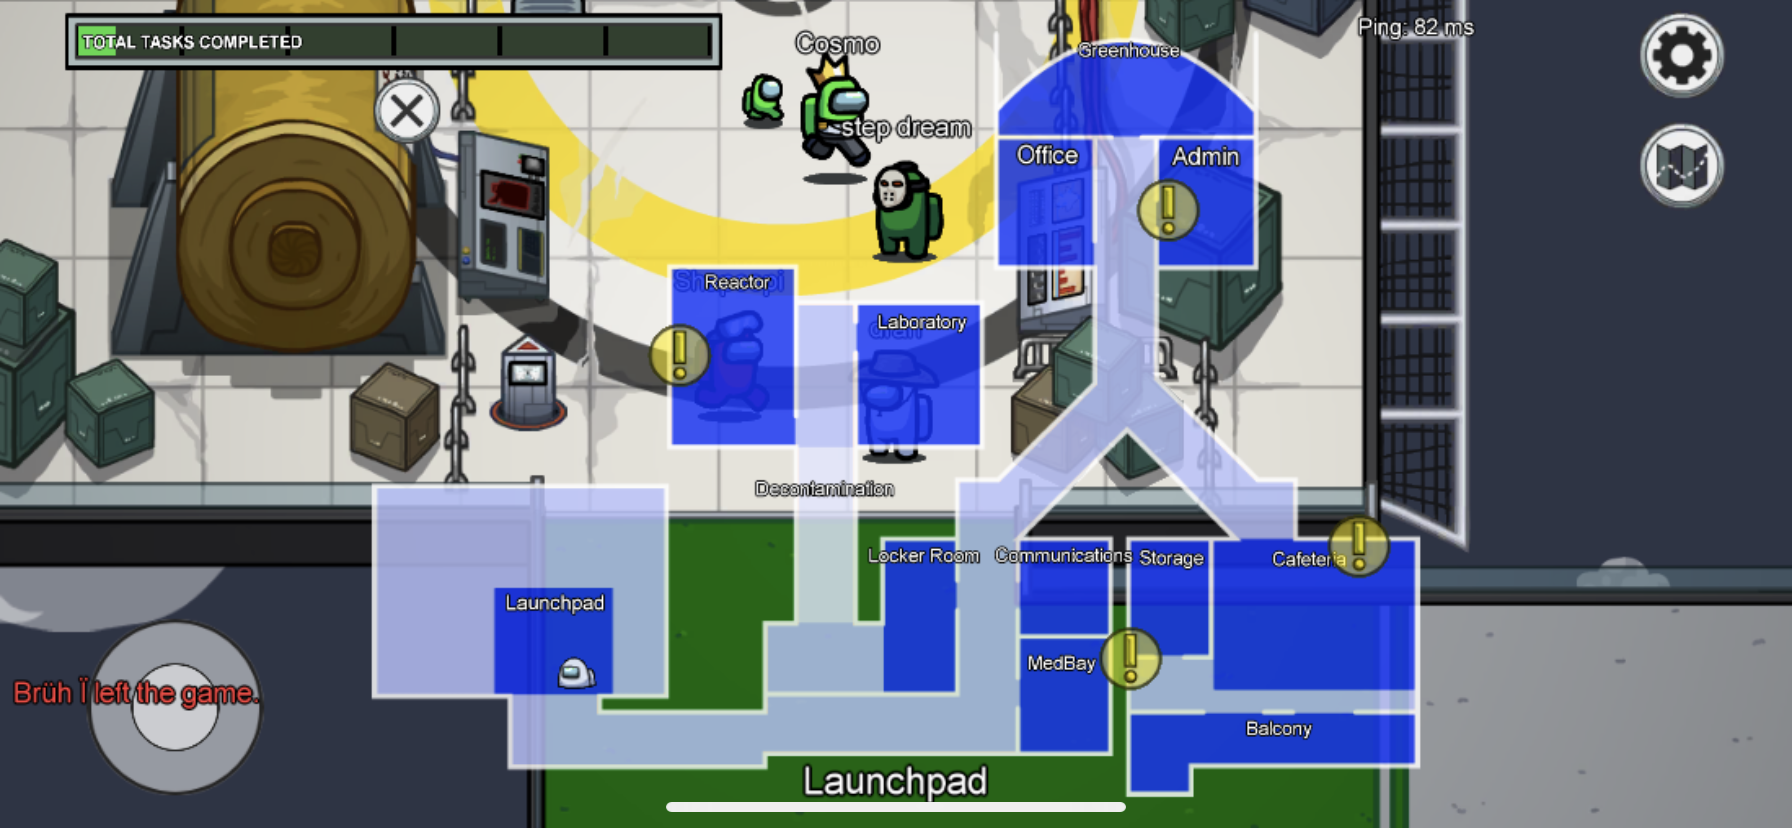 TOTAL TASKS COMPLETED
Ping: 82 ms
Cosmo
Greenhouse
step dream
Office
Admin
Reactor
Laboratory
Decontamination
Locker Room
Communications
Storage
Cafeteria
Launchpad
MedBay
Brüh Ï left the game.
Balcony
Launchpad